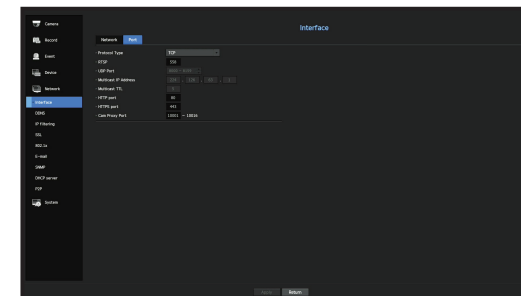 Interface
Camera
Record
Event
Device
Network
Interface
DDNS
IP Filtering
SSL
802.1x
E-mail
SNMP
DHCP server
P2P
System
Network Port
· Protocol Type TCP
· RTSP 558
· UDP Port
· Multicast IP Address
· Multicast TTL
· HTTP port 80
· HTTPS port 443
· Cam Proxy Port 10001 ~ 10016
Apply Return